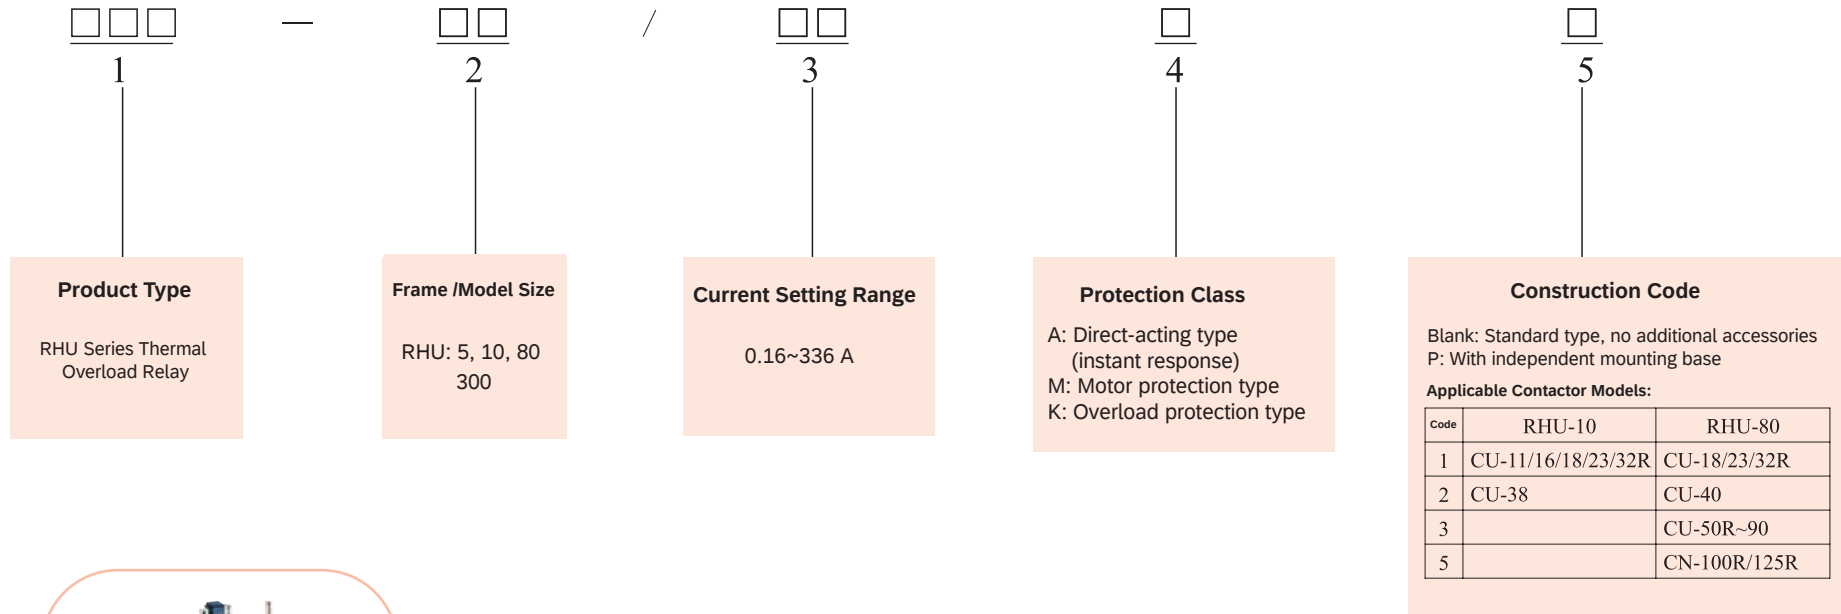 □□□ — □□ / □□ □ □
1 2 3 4 5
Product Type
RHU Series Thermal
Overload Relay
Frame /Model Size
RHU: 5, 10, 80
300
Current Setting Range
0.16~336 A
Protection Class
A: Direct-acting type
(instant response)
M: Motor protection type
K: Overload protection type
Construction Code
Blank: Standard type, no additional accessories
P: With independent mounting base
Applicable Contactor Models:
Code RHU-10 RHU-80
1 CU-11/16/18/23/32R CU-18/23/32R
2 CU-38 CU-40
3 CU-50R~90
5 CN-100R/125R